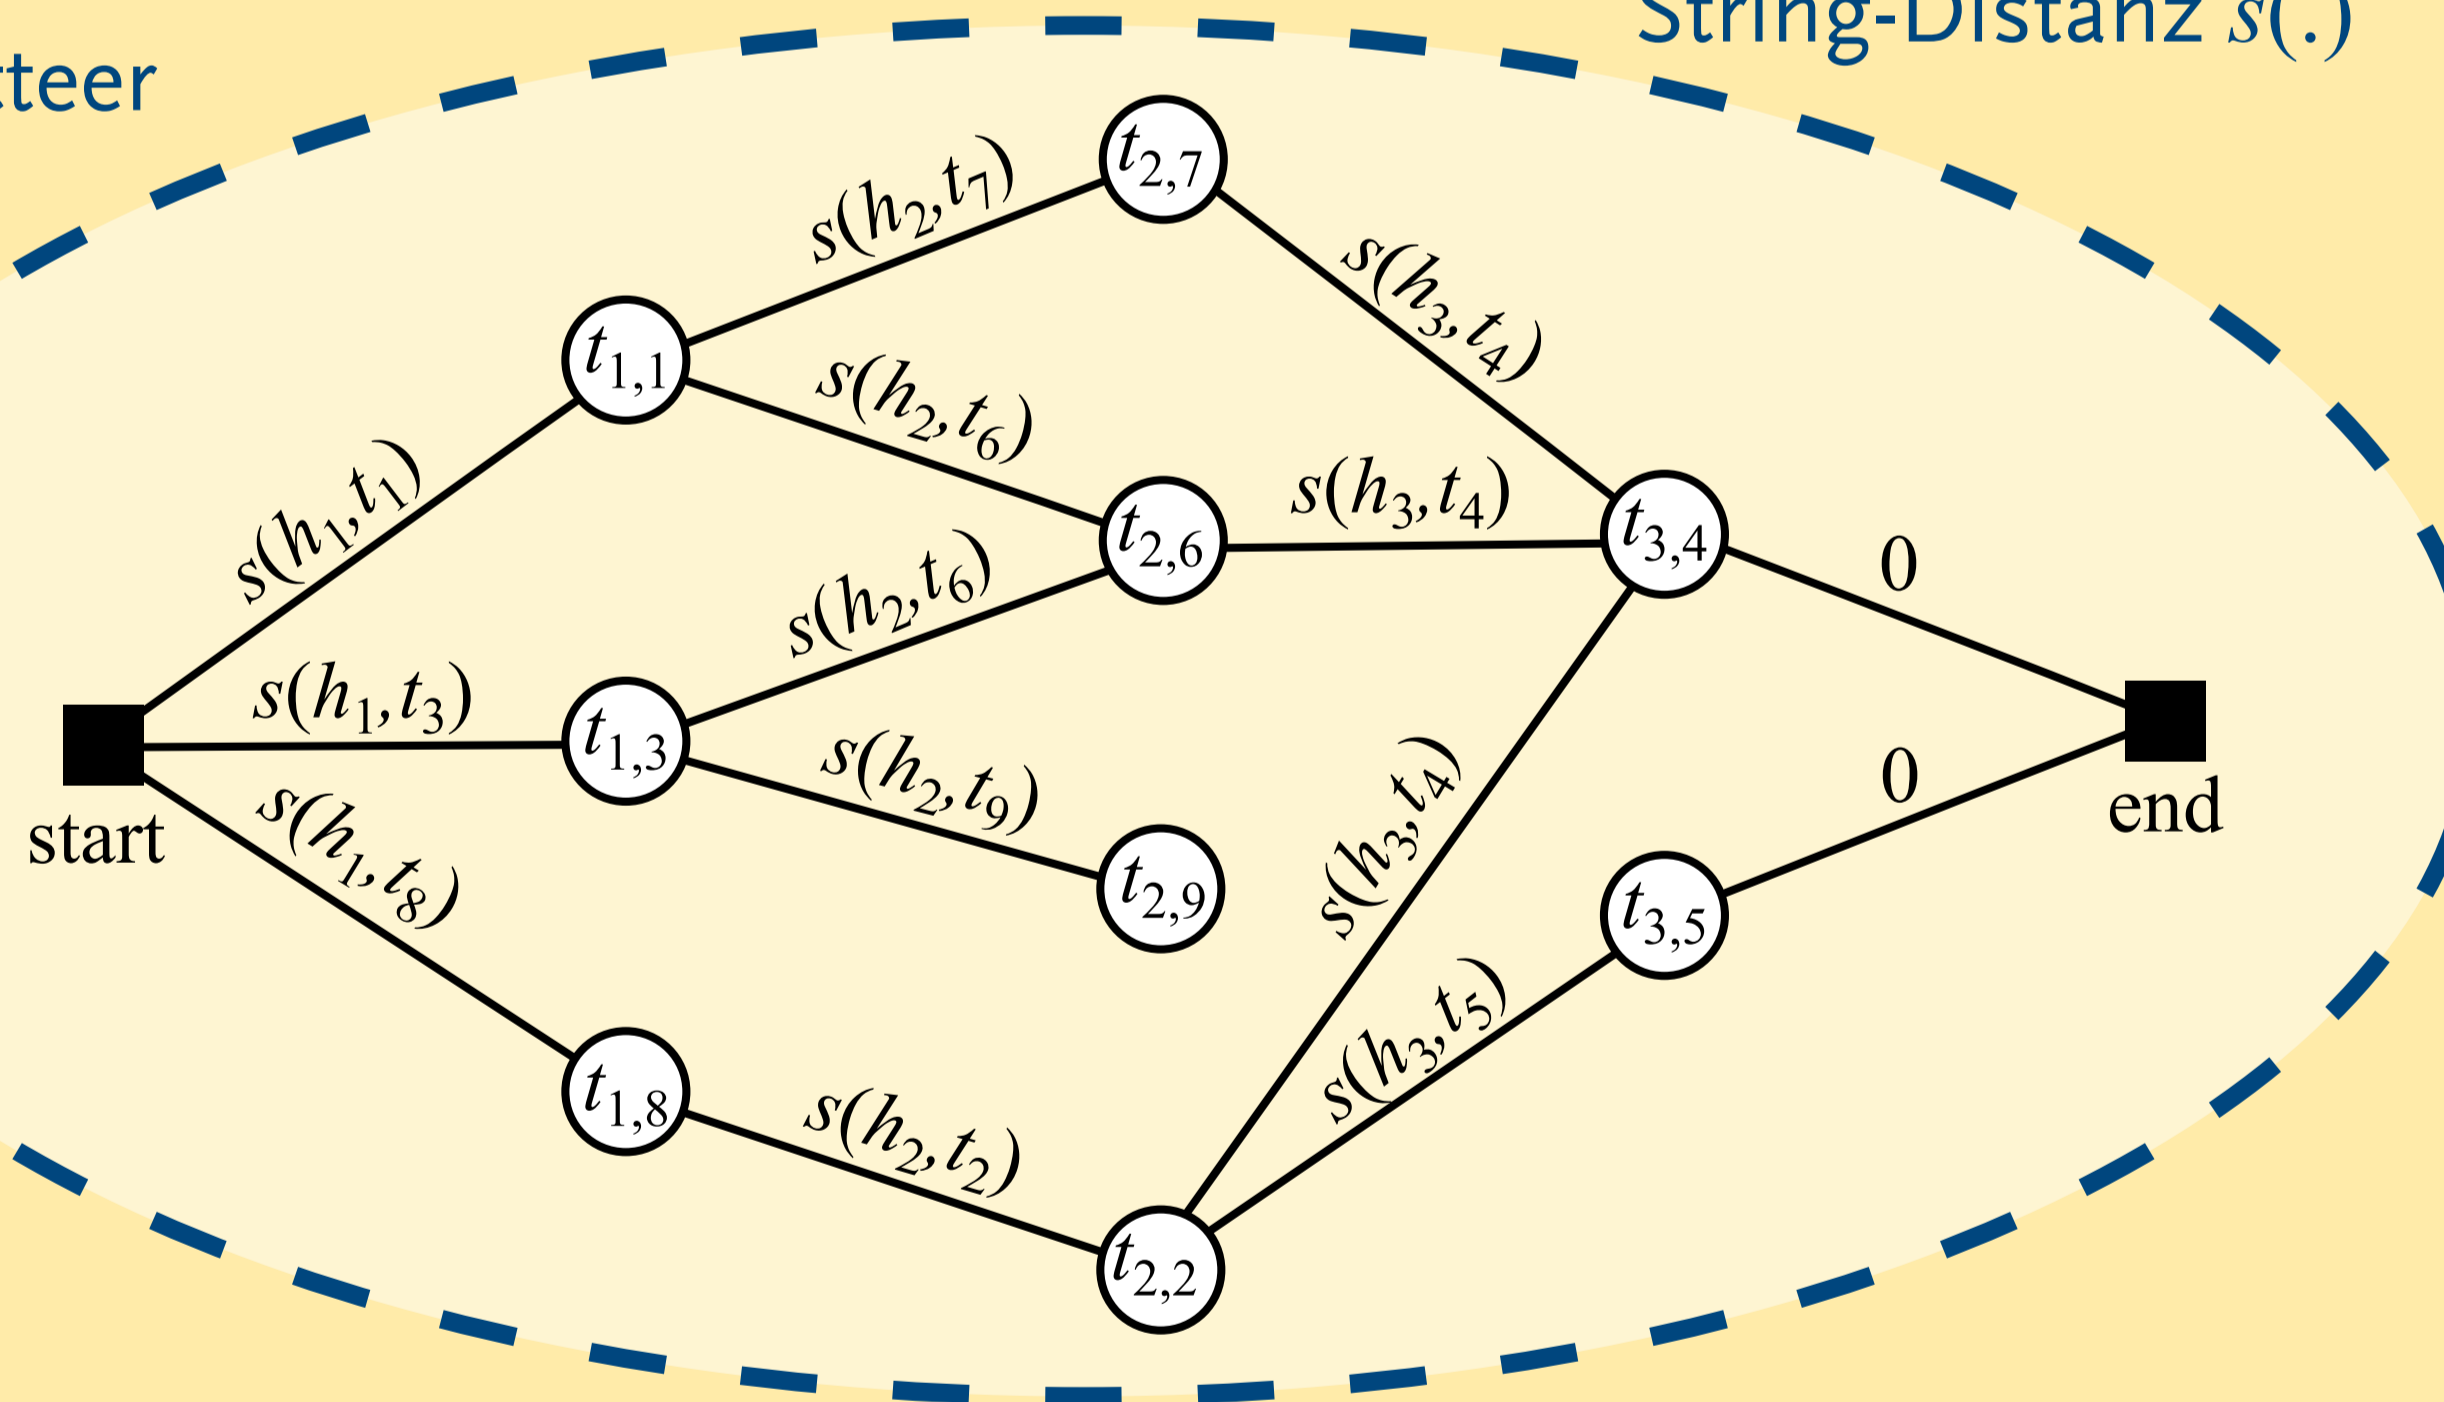 String-Distanz s(.)
teer
t2,7
s(h2,t7)
s(h3,t4)
t1,1
s(h2,t6)
s(h1,t1)
s(h3,t4)
t2,6
t3,4
0
s(h2,t6)
s(h1,t3)
t1,3
s(h2,t9)
s(h3,t4)
0
start
end
s(h1,t8)
t2,9
t3,5
s(h3,t5)
t1,8
s(h2,t2)
t2,2